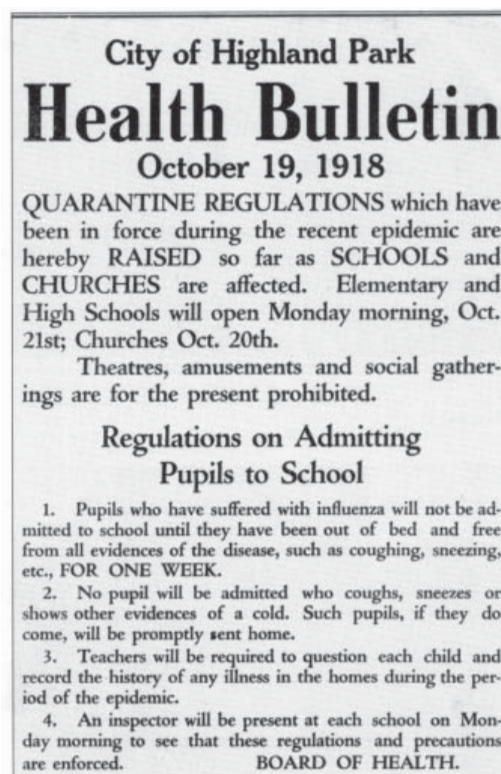 City of Highland Park
Health Bulletin
October 19, 1918
QUARANTINE REGULATIONS which have
been in force during the recent epidemic are
hereby RAISED so far as SCHOOLS and
CHURCHES are affected. Elementary and
High Schools will open Monday morning, Oct.
21st; Churches Oct. 20th.
Theatres, amusements and social gather-
ings are for the present prohibited.
Regulations on Admitting
Pupils to School
1. Pupils who have suffered with influenza will not be ad-
mitted to school until they have been out of bed and free
from all evidences of the disease, such as coughing, sneezing,
etc., FOR ONE WEEK.
2. No pupil will be admitted who coughs, sneezes or
shows other evidences of a cold. Such pupils, if they do
come, will be promptly sent home.
3. Teachers will be required to question each child and
record the history of any illness in the homes during the per-
iod of the epidemic.
4. An inspector will be present at each school on Mon-
day morning to see that these regulations and precautions
are enforced. BOARD OF HEALTH.